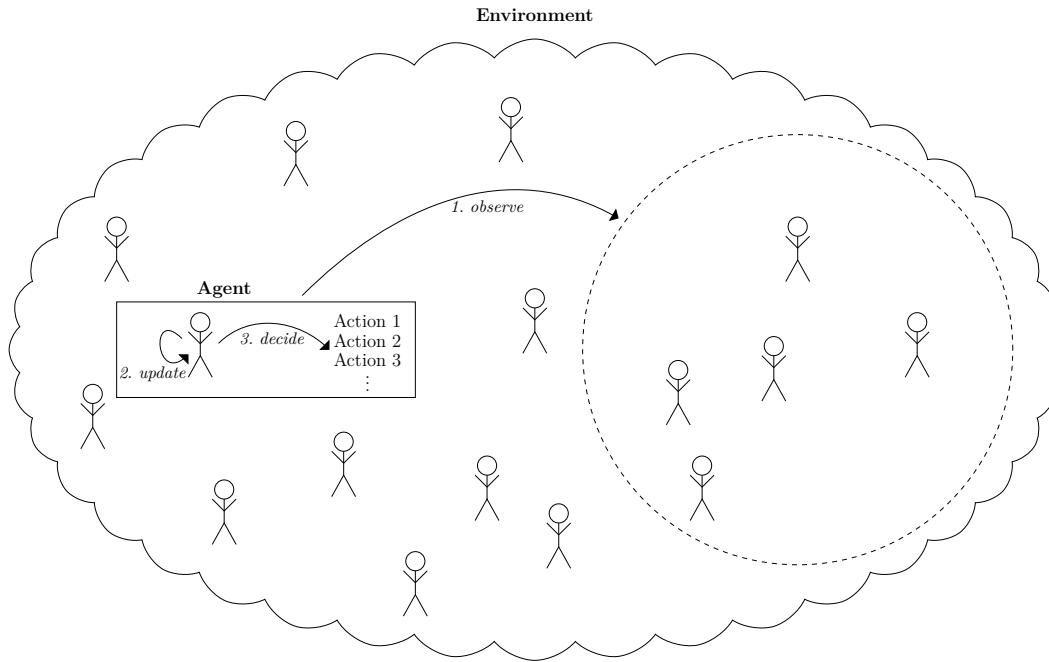 Environment
1. observe
Agent
Action 1
3. decide
Action 2
Action 3
2. update
⋮